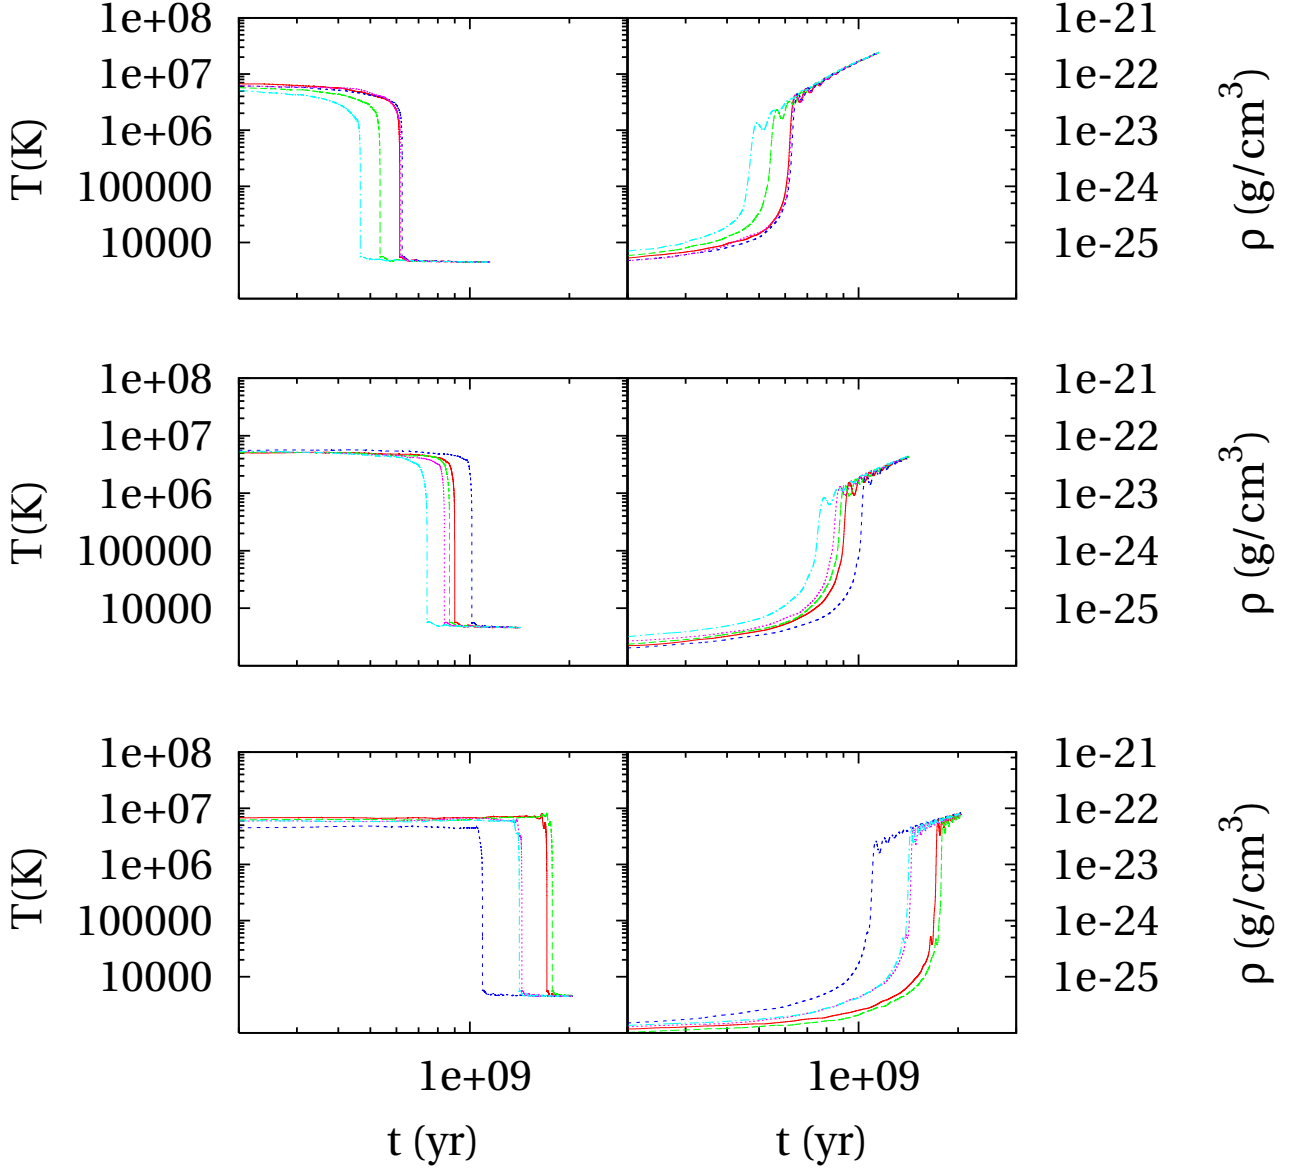 1e+08 1e-21
1e+07 1e-22
1e+06 1e-23
100000 1e-24
10000 1e-25
T(K) ρ (g/cm³)
1e+08 1e-21
1e+07 1e-22
1e+06 1e-23
100000 1e-24
10000 1e-25
T(K) ρ (g/cm³)
1e+08 1e-21
1e+07 1e-22
1e+06 1e-23
100000 1e-24
10000 1e-25
T(K) ρ (g/cm³)
1e+09 1e+09
t (yr) t (yr)